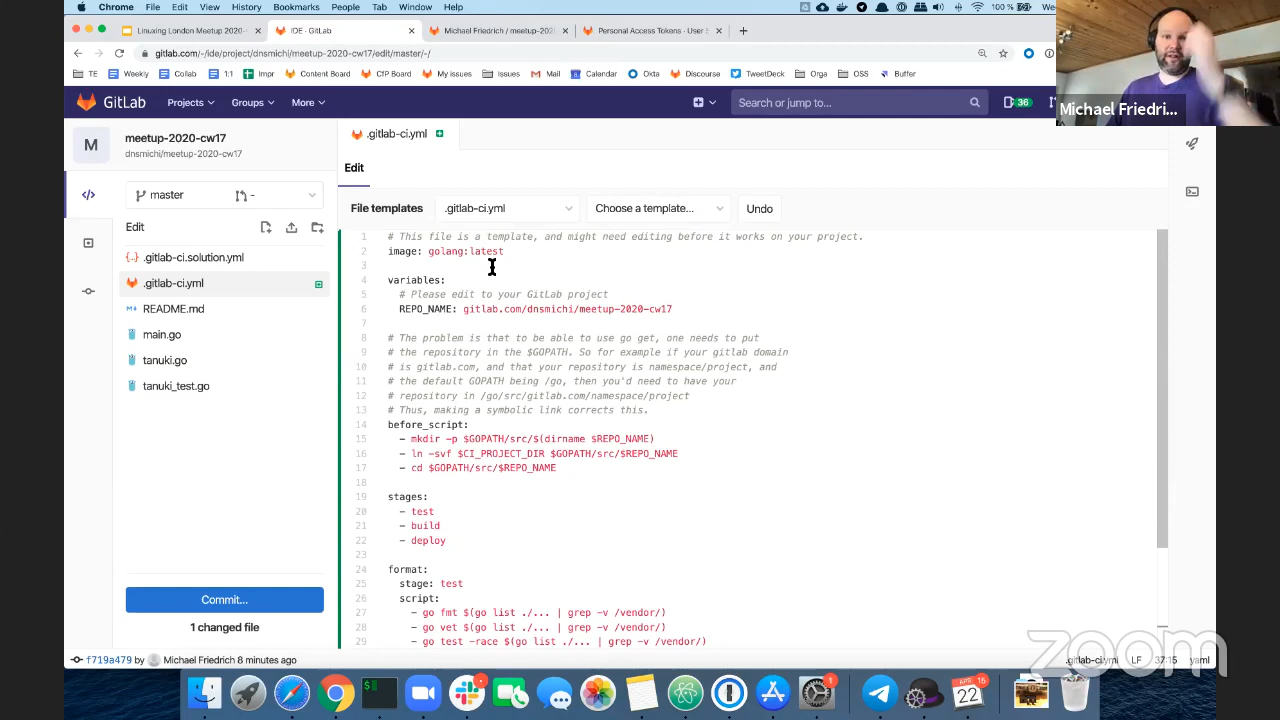 Chrome File Edit View History Bookmarks People Tab Window Help 100 %
Linuxing London Meetup 2020-
IDE · GitLab
Michael Friedrich / meetup-202
Personal Access Tokens · User S
gitlab.com/-/ide/project/dnsmichi/meetup-2020-cw17/edit/master/-/
TE Weekly Collab 1:1 Impr Content Board CfP Board My issues Issues Mail Calendar Okta Discourse TweetDeck Orga OSS Buffer
Michael Friedri...
GitLab Projects Groups More Search or jump to... 36
M
meetup-2020-cw17
dnsmichi/meetup-2020-cw17
.gitlab-ci.yml
Edit
master -
File templates .gitlab-ci.yml Choose a template... Undo
Edit
.gitlab-ci.solution.yml
.gitlab-ci.yml
README.md
main.go
tanuki.go
tanuki_test.go
Commit...
1 changed file
1 # This file is a template, and might need editing before it works on your project.
2 image: golang:latest
3
4 variables:
5 # Please edit to your GitLab project
6 REPO_NAME: gitlab.com/dnsmichi/meetup-2020-cw17
7
8 # The problem is that to be able to use go get, one needs to put
9 # the repository in the $GOPATH. So for example if your gitlab domain
10 # is gitlab.com, and that your repository is namespace/project, and
11 # the default GOPATH being /go, then you'd need to have your
12 # repository in /go/src/gitlab.com/namespace/project
13 # Thus, making a symbolic link corrects this.
14 before_script:
15 - mkdir -p $GOPATH/src/$(dirname $REPO_NAME)
16 - ln -svf $CI_PROJECT_DIR $GOPATH/src/$REPO_NAME
17 - cd $GOPATH/src/$REPO_NAME
18
19 stages:
20 - test
21 - build
22 - deploy
23
24 format:
25 stage: test
26 script:
27 - go fmt $(go list ./... | grep -v /vendor/)
28 - go vet $(go list ./... | grep -v /vendor/)
29 - go test -race $(go list ./... | grep -v /vendor/)
f719a479 by Michael Friedrich 8 minutes ago
.gitlab-ci.yml LF 37:15 yaml
zoom
1
APR 15
22